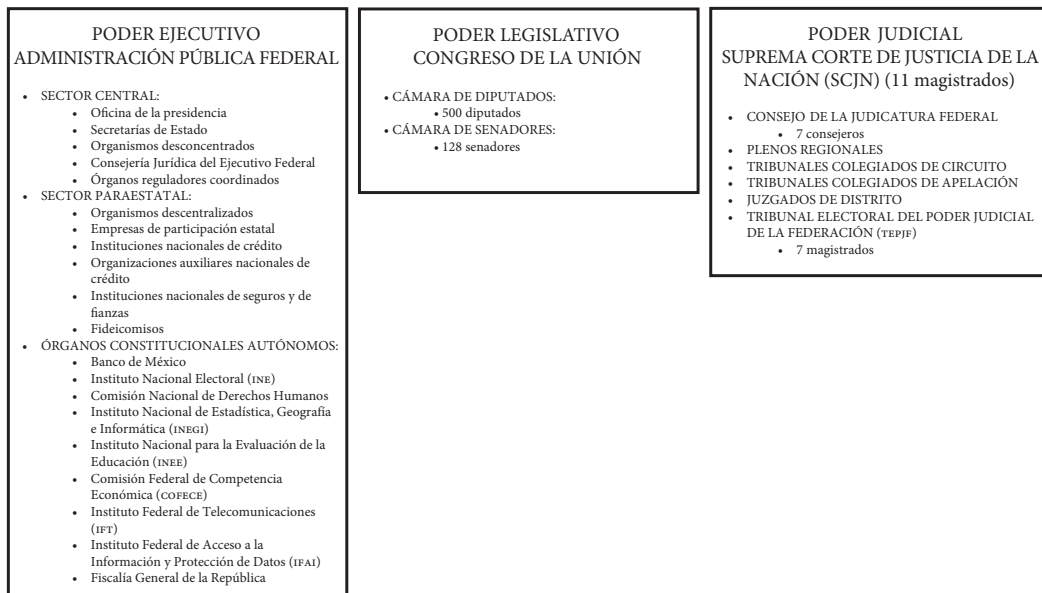 PODER EJECUTIVO
ADMINISTRACIÓN PÚBLICA FEDERAL
• SECTOR CENTRAL:
• Oficina de la presidencia
• Secretarías de Estado
• Organismos desconcentrados
• Consejería Jurídica del Ejecutivo Federal
• Órganos reguladores coordinados
• SECTOR PARAESTATAL:
• Organismos descentralizados
• Empresas de participación estatal
• Instituciones nacionales de crédito
• Organizaciones auxiliares nacionales de
crédito
• Instituciones nacionales de seguros y de
fianzas
• Fideicomisos
• ÓRGANOS CONSTITUCIONALES AUTÓNOMOS:
• Banco de México
• Instituto Nacional Electoral (INE)
• Comisión Nacional de Derechos Humanos
• Instituto Nacional de Estadística, Geografía
e Informática (INEGI)
• Instituto Nacional para la Evaluación de la
Educación (INEE)
• Comisión Federal de Competencia
Económica (COFECE)
• Instituto Federal de Telecomunicaciones
(IFT)
• Instituto Federal de Acceso a la
Información y Protección de Datos (IFAI)
• Fiscalía General de la República
PODER LEGISLATIVO
CONGRESO DE LA UNIÓN
• CÁMARA DE DIPUTADOS:
• 500 diputados
• CÁMARA DE SENADORES:
• 128 senadores
PODER JUDICIAL
SUPREMA CORTE DE JUSTICIA DE LA
NACIÓN (SCJN) (11 magistrados)
• CONSEJO DE LA JUDICATURA FEDERAL
• 7 consejeros
• PLENOS REGIONALES
• TRIBUNALES COLEGIADOS DE CIRCUITO
• TRIBUNALES COLEGIADOS DE APELACIÓN
• JUZGADOS DE DISTRITO
• TRIBUNAL ELECTORAL DEL PODER JUDICIAL
DE LA FEDERACIÓN (TEPJF)
• 7 magistrados